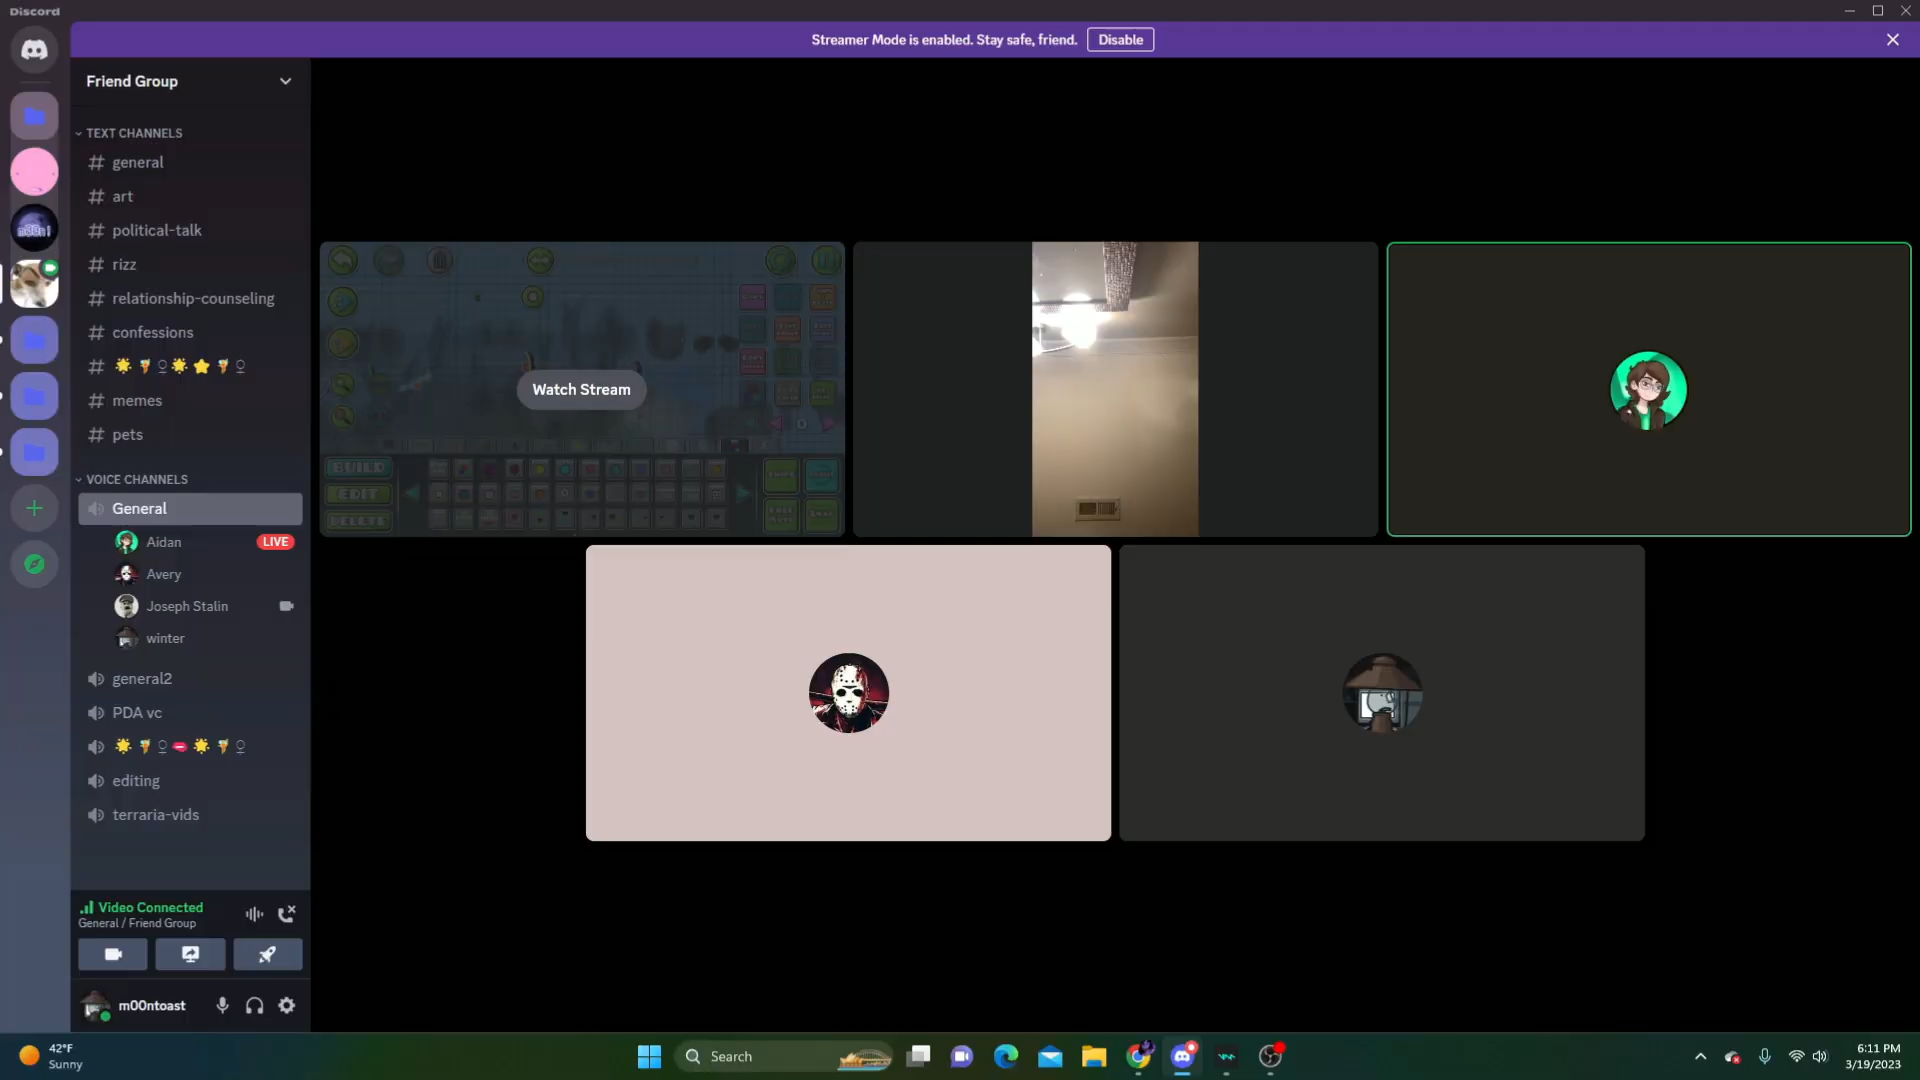 Discord
Streamer Mode is enabled. Stay safe, friend.
Disable
Friend Group
TEXT CHANNELS
# general
# art
# political-talk
# rizz
# relationship-counseling
# confessions
# memes
# pets
VOICE CHANNELS
General
Aidan
LIVE
Avery
Joseph Stalin
winter
general2
PDA vc
editing
terraria-vids
Video Connected
General / Friend Group
m00ntoast
Watch Stream
BUILD
EDIT
DELETE
42°F
Sunny
Search
6:11 PM
3/19/2023